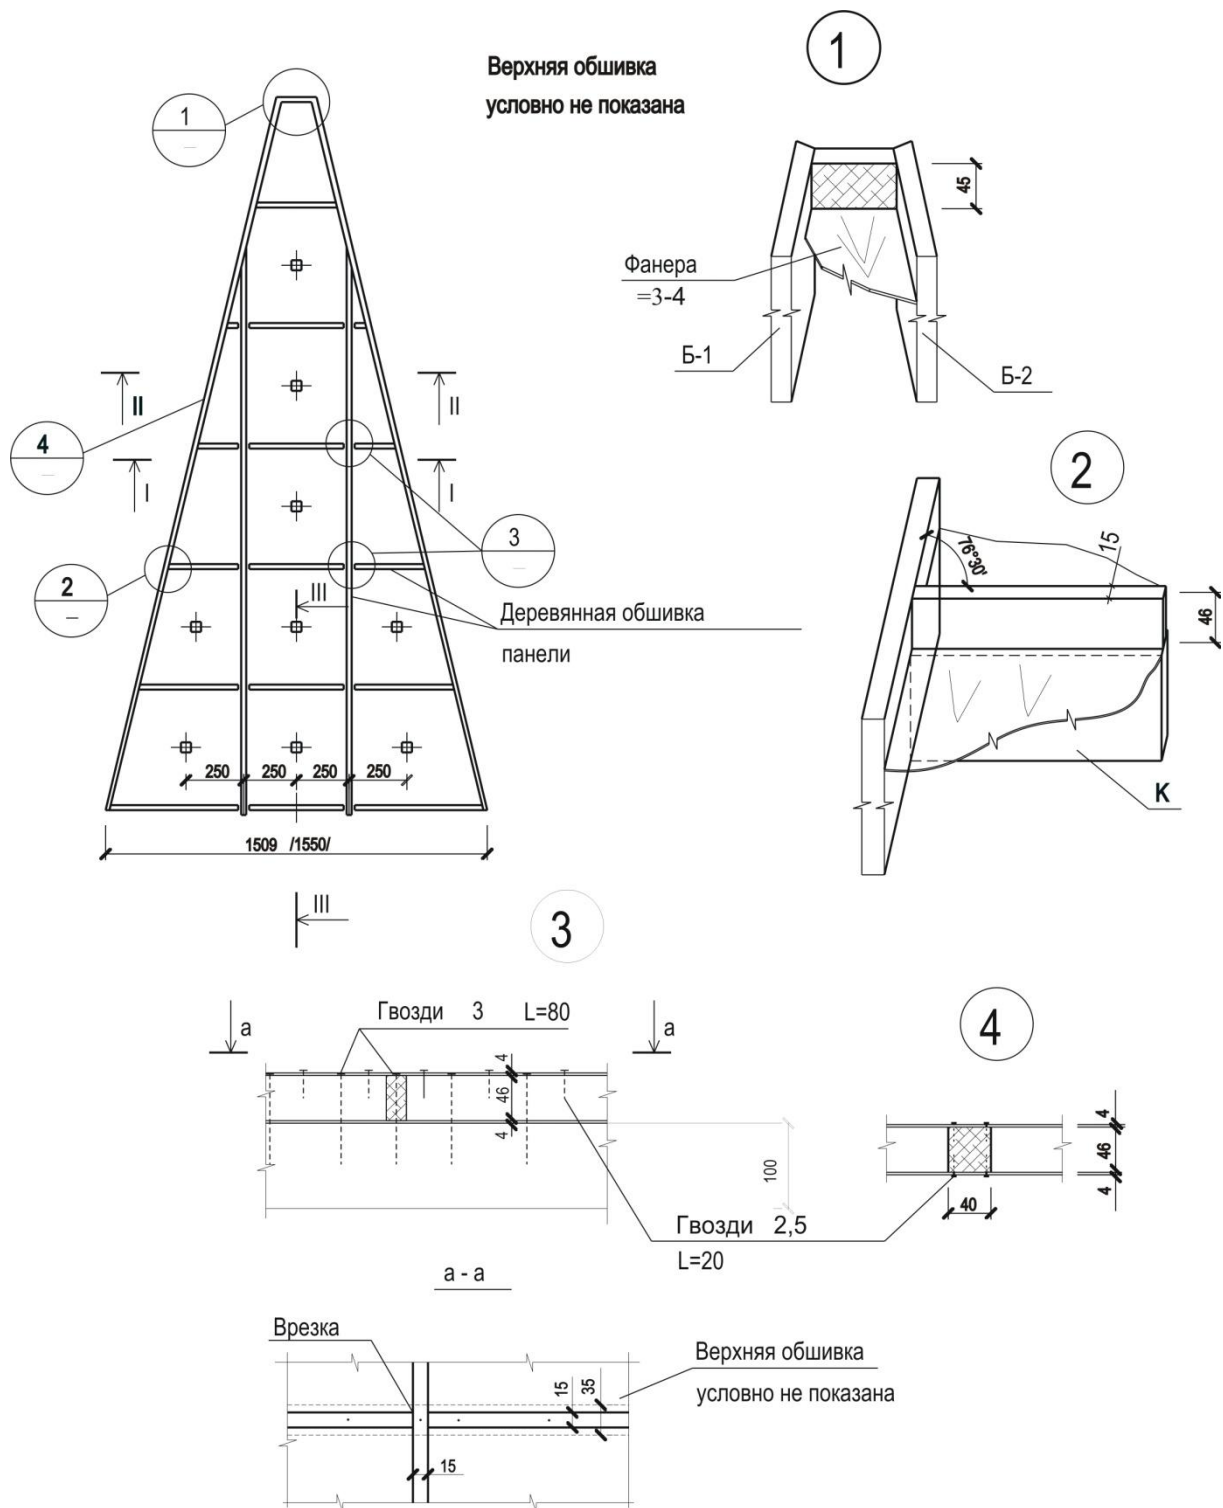 Верхняя обшивка
условно не показана
1
1
45
Фанера
=3-4
Б-1
Б-2
II
II
4
I
I
3
2
III
Деревянная обшивка
панели
250
250
250
250
1509 /1550/
III
2
76°30'
15
46
К
3
а
Гвозди 3 L=80
а
4
46
4
100
Гвозди 2,5
L=20
4
4
46
4
40
а - а
Врезка
15
35
Верхняя обшивка
условно не показана
15